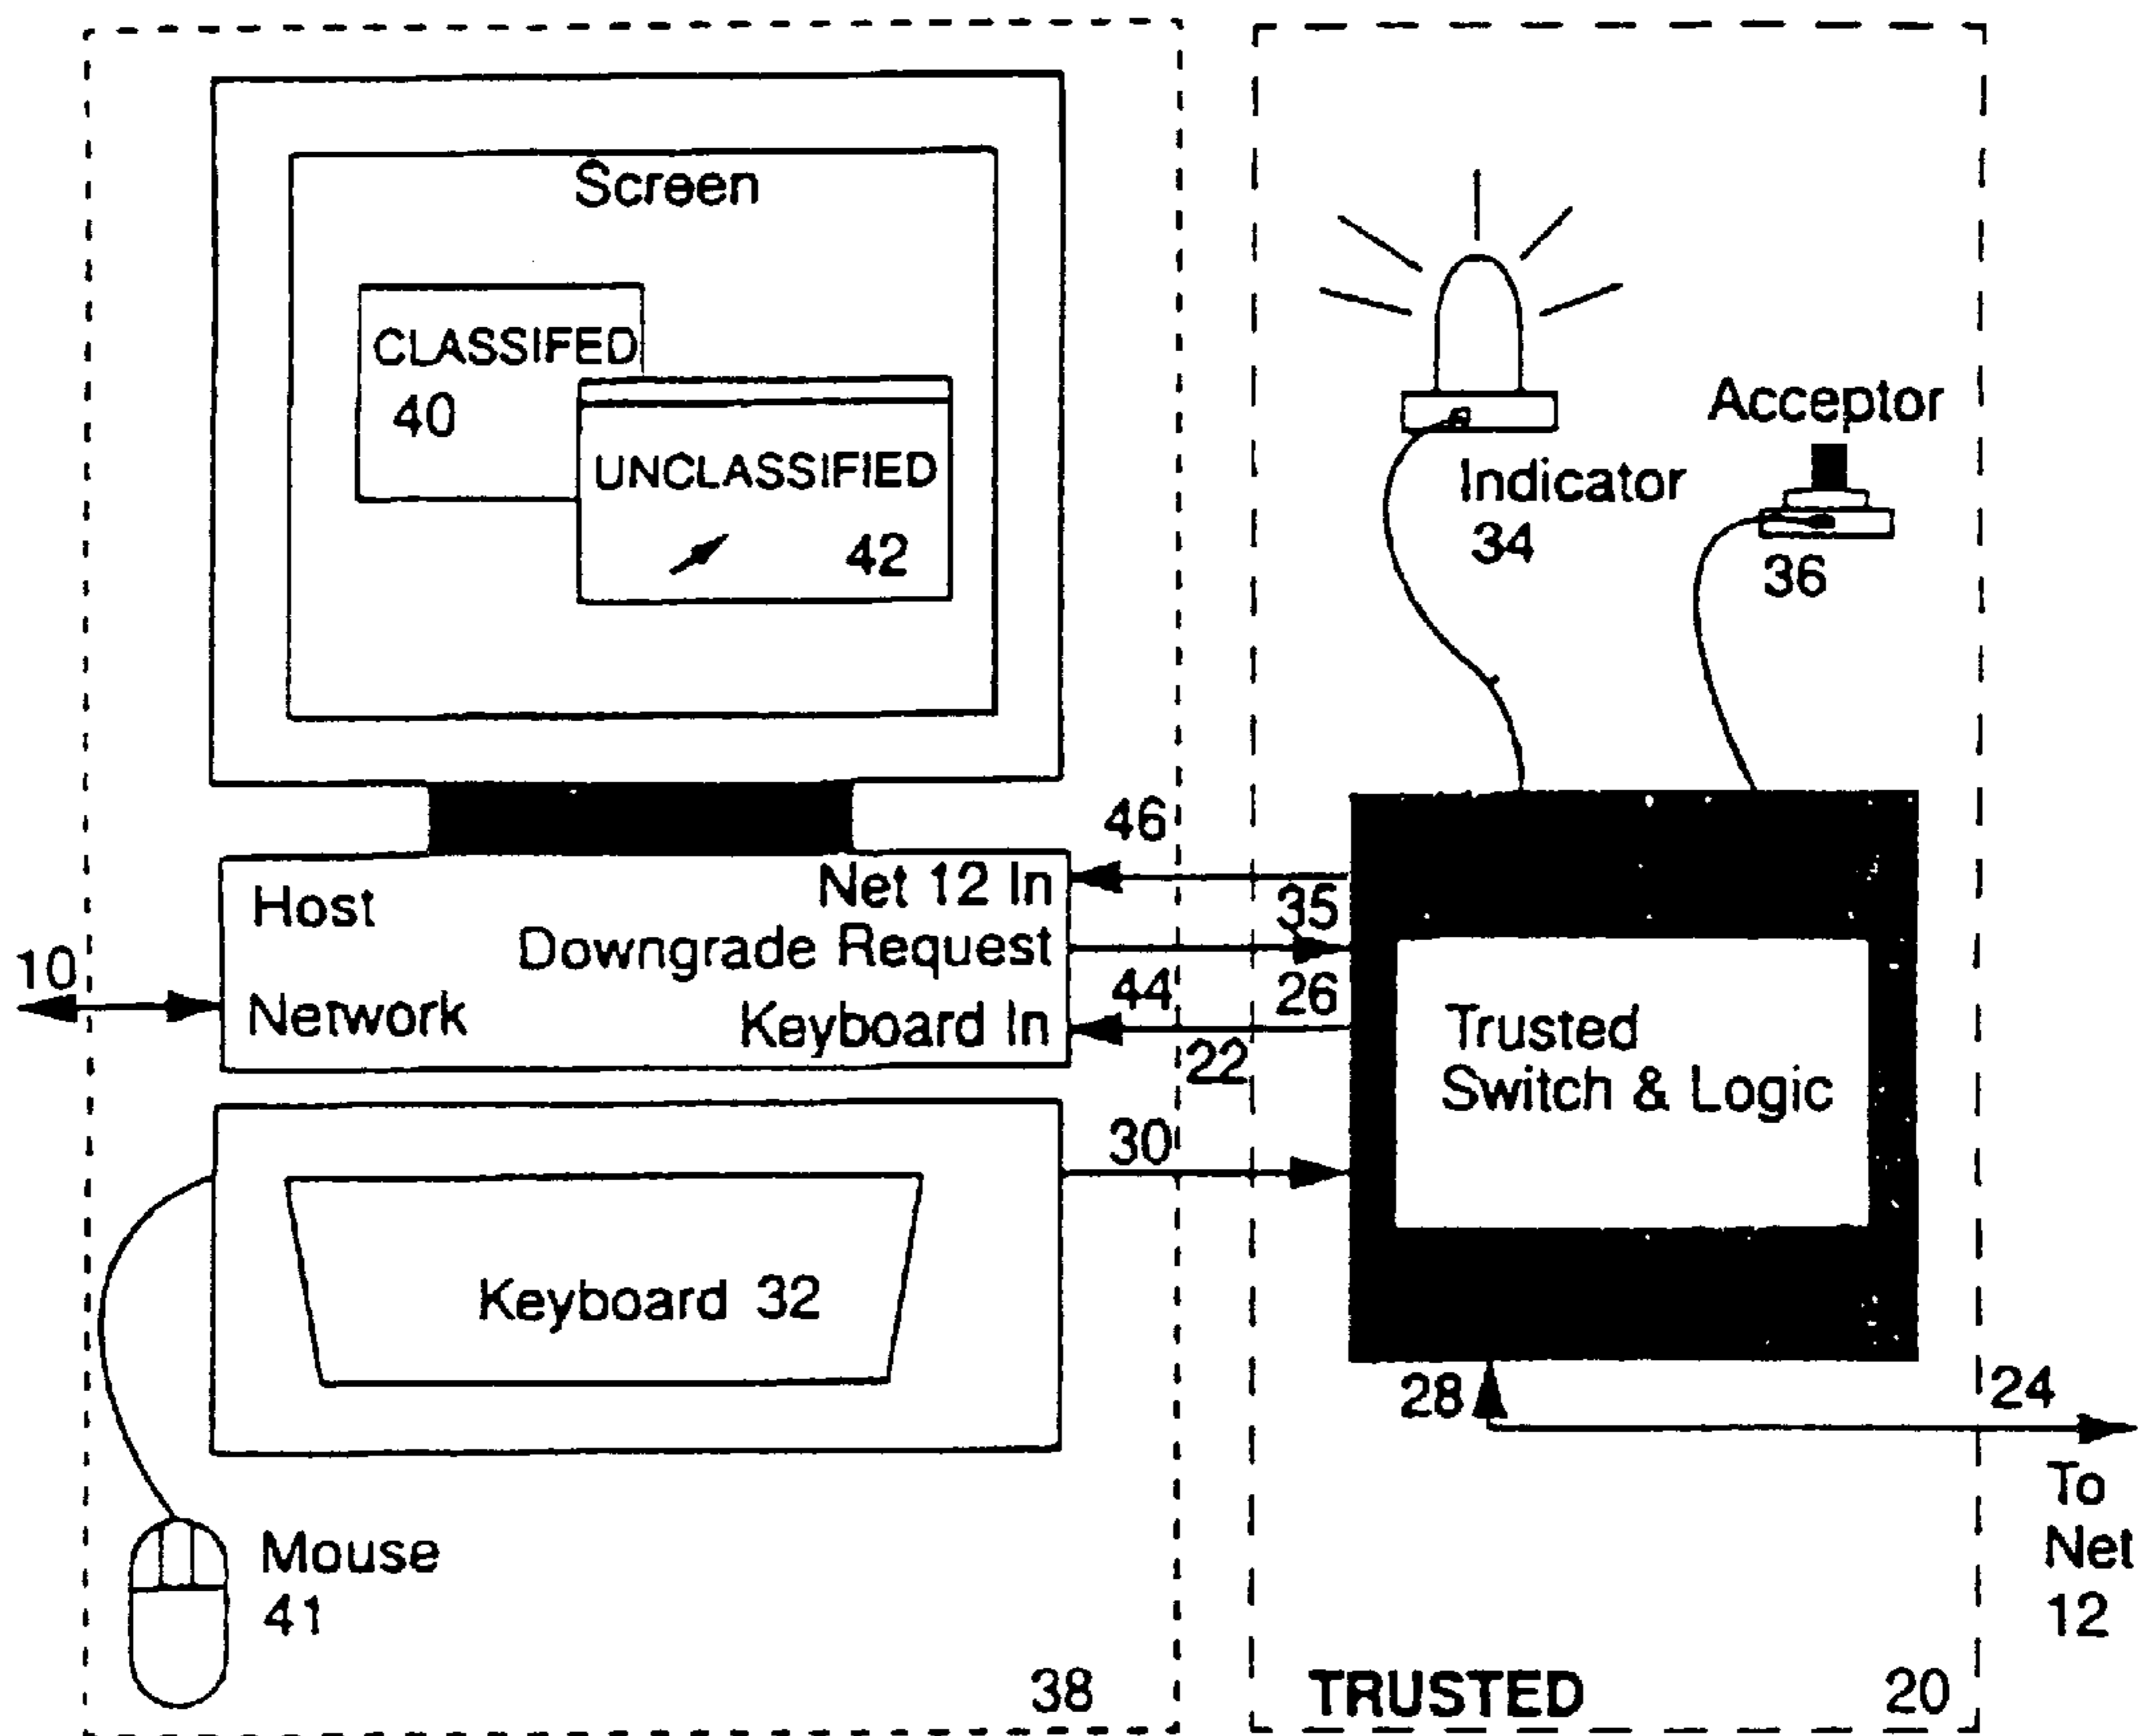 Screen
CLASSIFED
40
UNCLASSIFIED
42
Indicator
34
Acceptor
36
46
Host
Net 12 In
35
Downgrade Request
10
44
26
Network
Keyboard In
22
Trusted
Switch & Logic
30
Keyboard 32
28
24
To
Net
12
Mouse
41
38
TRUSTED
20